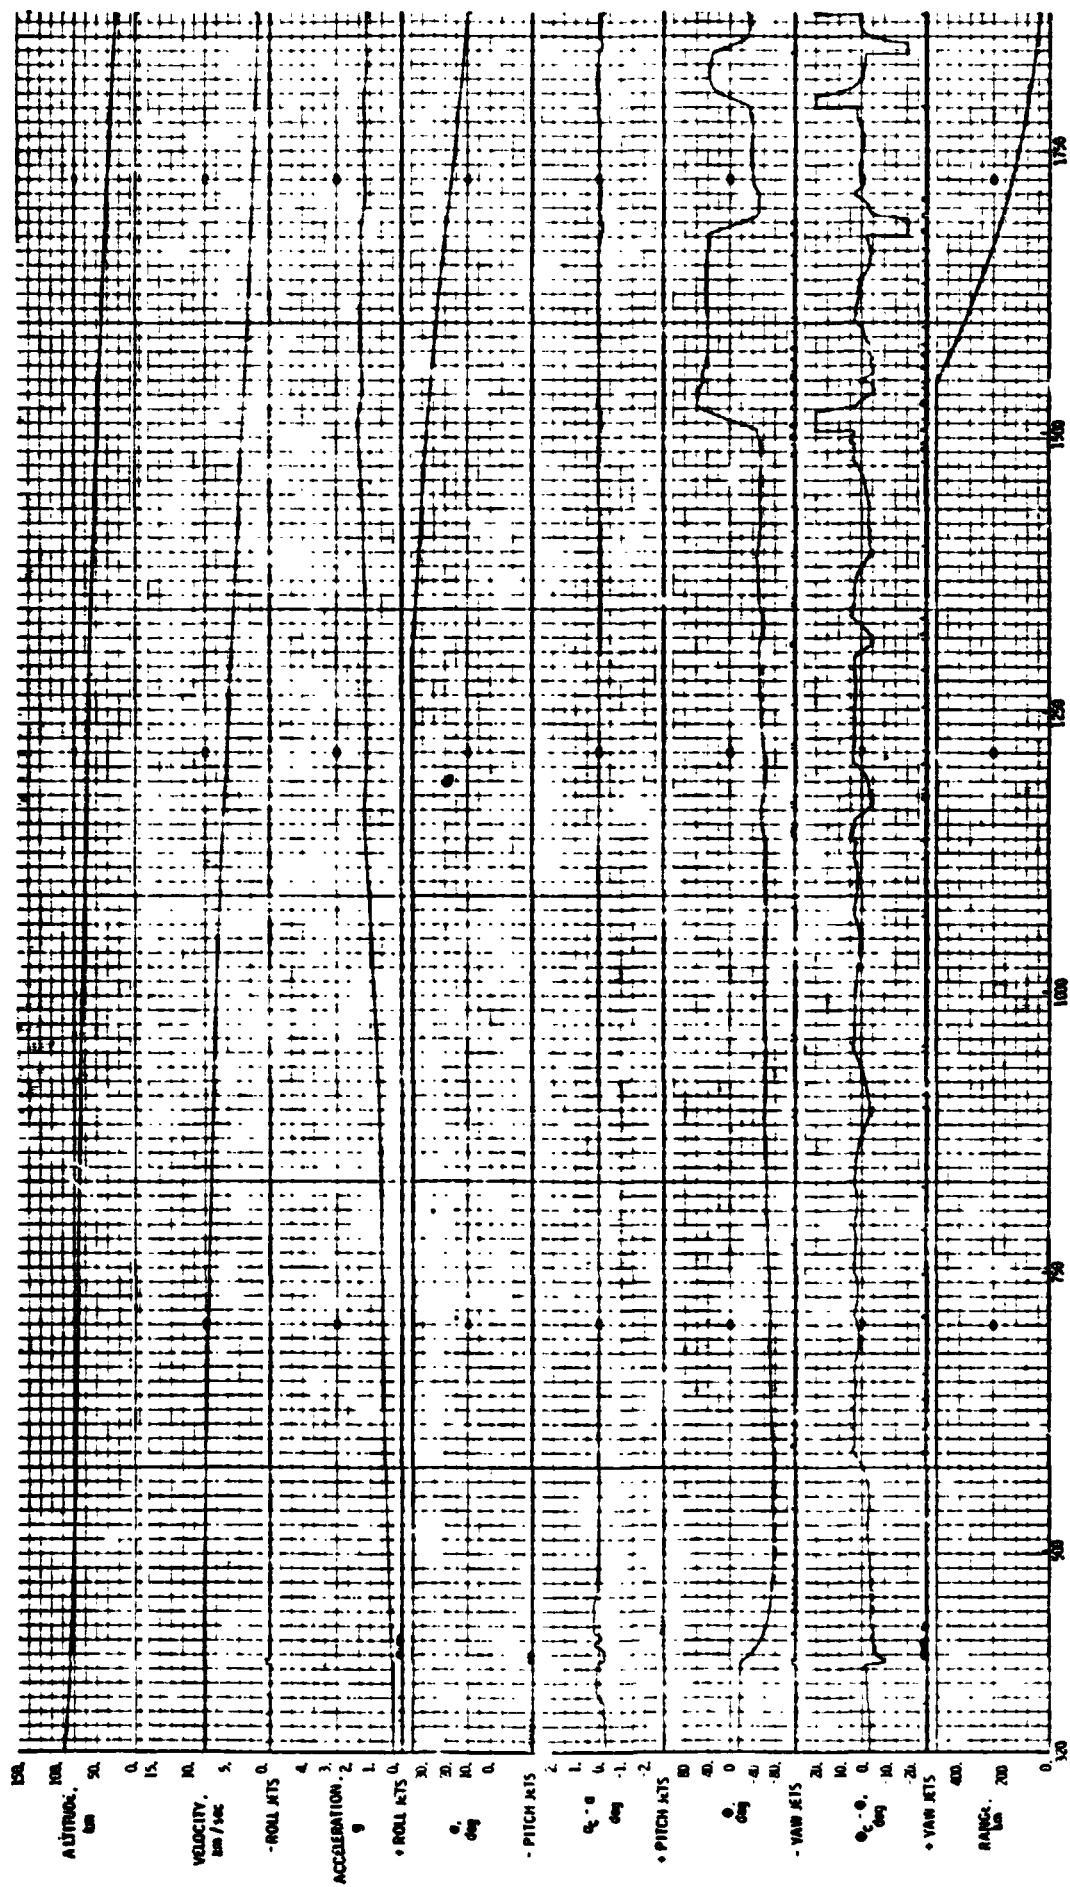 150.
100.
50.
0.
ALTITUDE,
km
15.
10.
5.
0.
VELOCITY,
km/sec
- ROLL JETS
4.
3.
2.
1.
0.
ACCELERATION,
g
+ ROLL JETS
30.
20.
10.
0.
α,
deg
- PITCH JETS
2.
1.
0.
-1.
-2.
αc - α
deg
+ PITCH JETS
80
40.
0
-40.
-80.
Φ,
deg
- YAW JETS
20.
10.
0.
-10.
-20.
Φc - Φ,
deg
+ YAW JETS
400.
200
0.
RANGE,
km
320
500
750
1000
1250
1500
1750